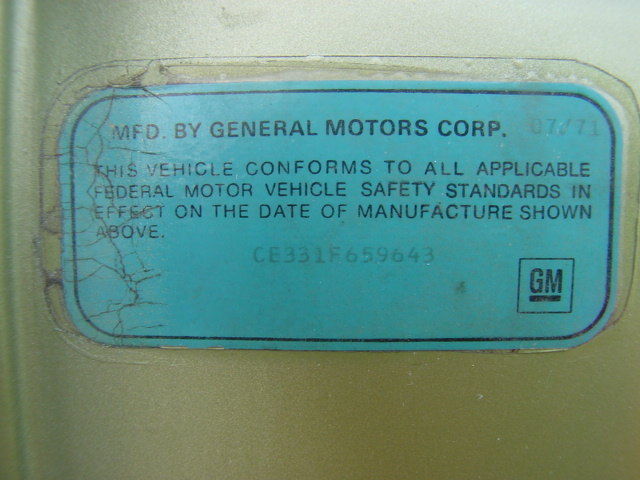 MFD. BY GENERAL MOTORS CORP. 07/71
THIS VEHICLE CONFORMS TO ALL APPLICABLE
FEDERAL MOTOR VEHICLE SAFETY STANDARDS IN
EFFECT ON THE DATE OF MANUFACTURE SHOWN
ABOVE.
CE331F659643
GM